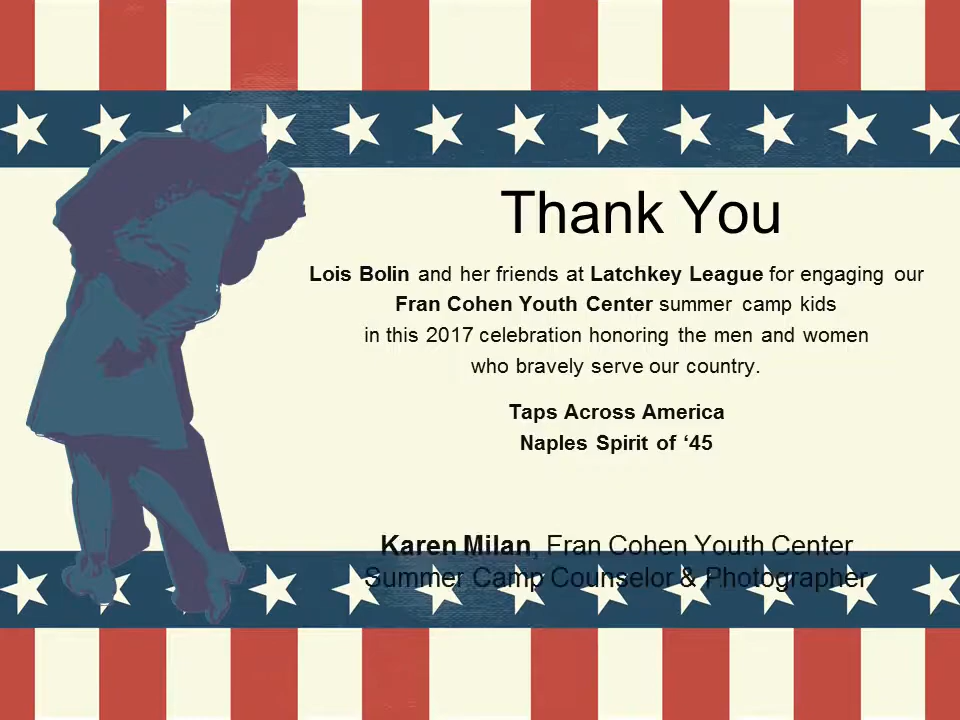 Thank You
Lois Bolin and her friends at Latchkey League for engaging our
Fran Cohen Youth Center summer camp kids
in this 2017 celebration honoring the men and women
who bravely serve our country.
Taps Across America
Naples Spirit of ‘45
Karen Milan, Fran Cohen Youth Center
Summer Camp Counselor & Photographer